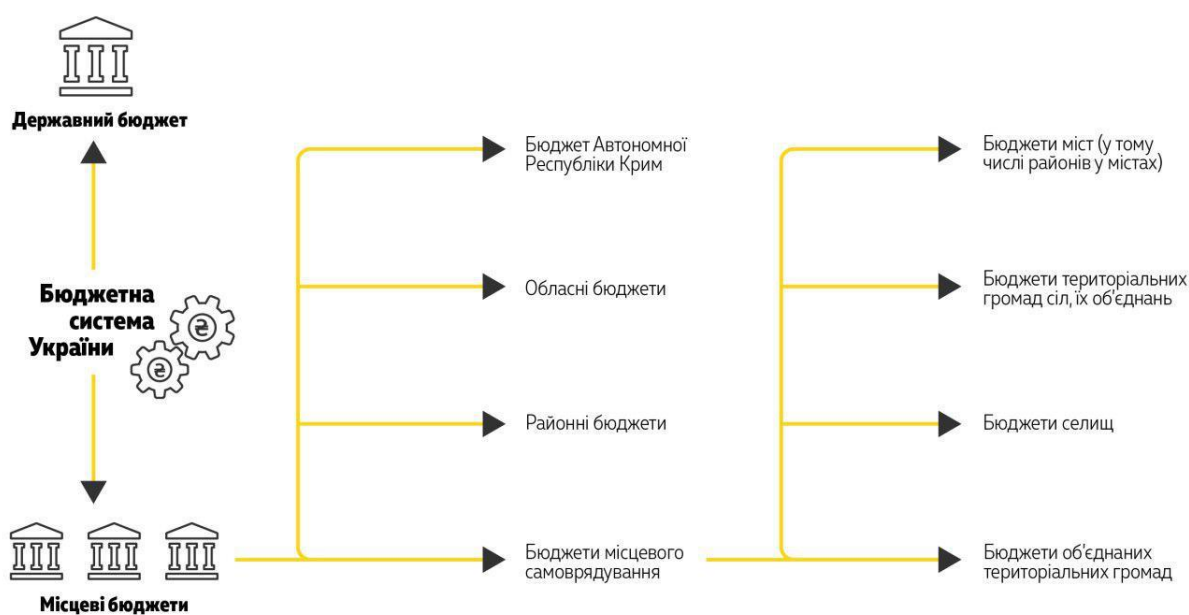 Державний бюджет
Бюджетна
система
України
₴
₴
Місцеві бюджети
Бюджет Автономної
Республіки Крим
Обласні бюджети
Районні бюджети
Бюджети місцевого
самоврядування
Бюджети міст (у тому
числі районів у містах)
Бюджети територіальних
громад сіл, їх об'єднань
Бюджети селищ
Бюджети об'єднаних
територіальних громад